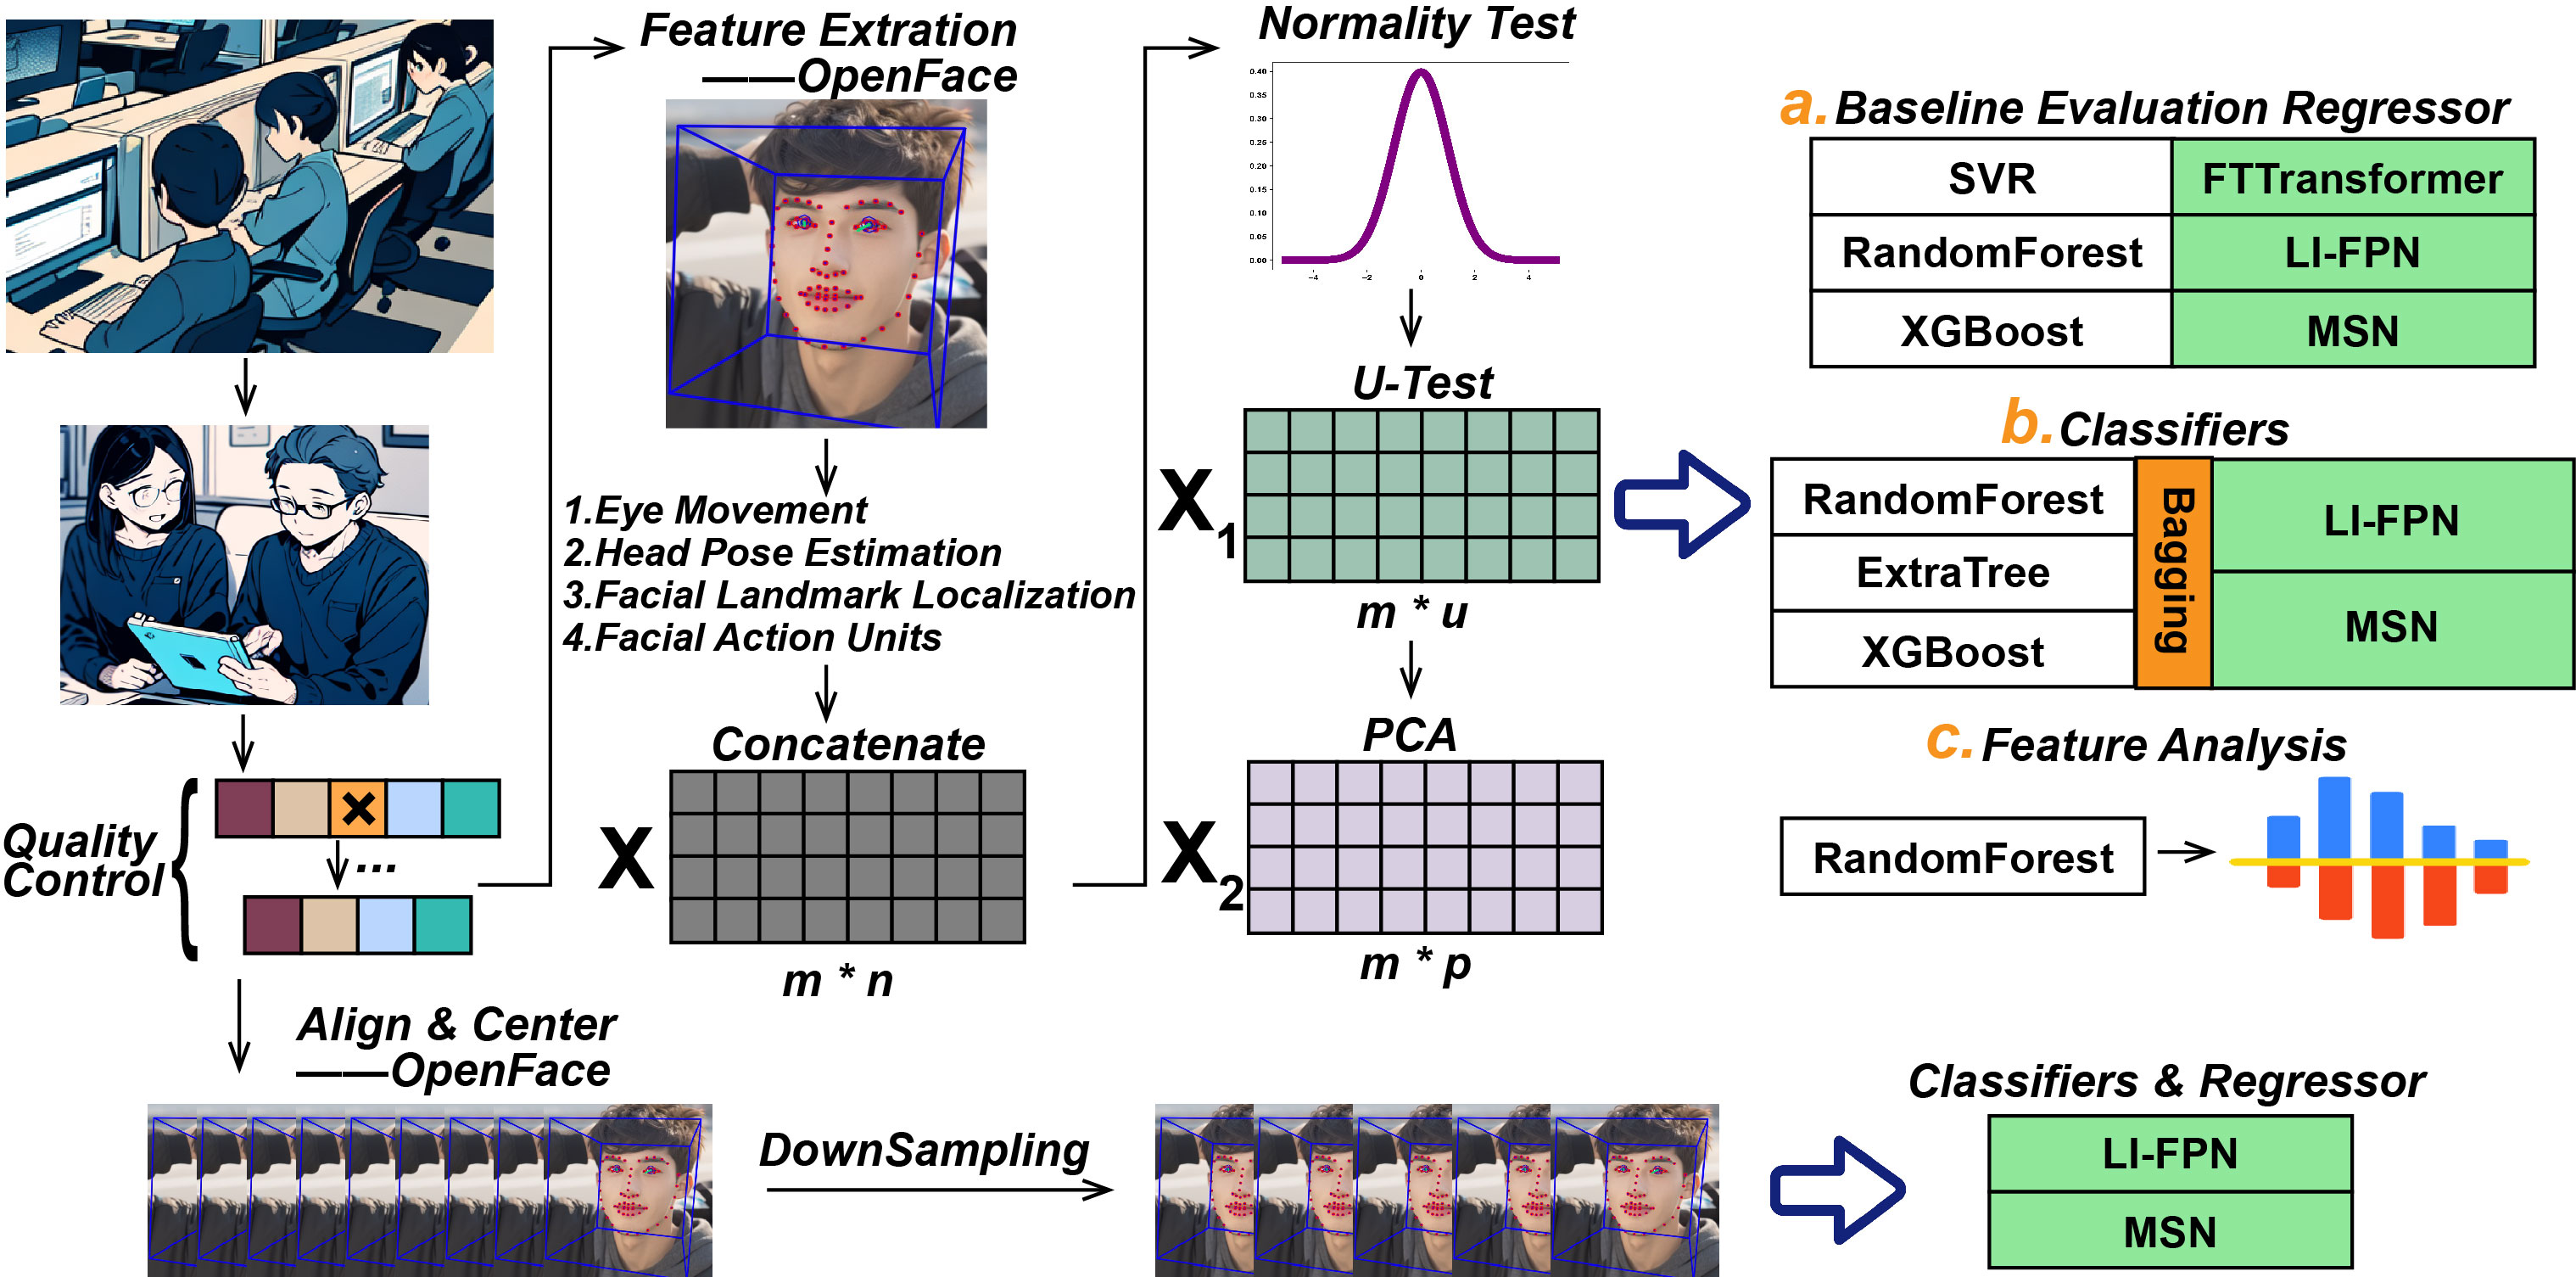 Feature Extration
——OpenFace
1.Eye Movement
2.Head Pose Estimation
3.Facial Landmark Localization
4.Facial Action Units
Concatenate
X
m * n
Quality
Control
...
Align & Center
——OpenFace
DownSampling
Normality Test
0.40
0.35
0.30
0.25
0.20
0.15
0.10
0.05
0.00
−4 −2 0 2 4
U-Test
X1
m * u
PCA
X2
m * p
a. Baseline Evaluation Regressor
SVR FTTransformer
RandomForest LI-FPN
XGBoost MSN
b. Classifiers
RandomForest
ExtraTree
XGBoost
Bagging
LI-FPN
MSN
c. Feature Analysis
RandomForest
Classifiers & Regressor
LI-FPN
MSN